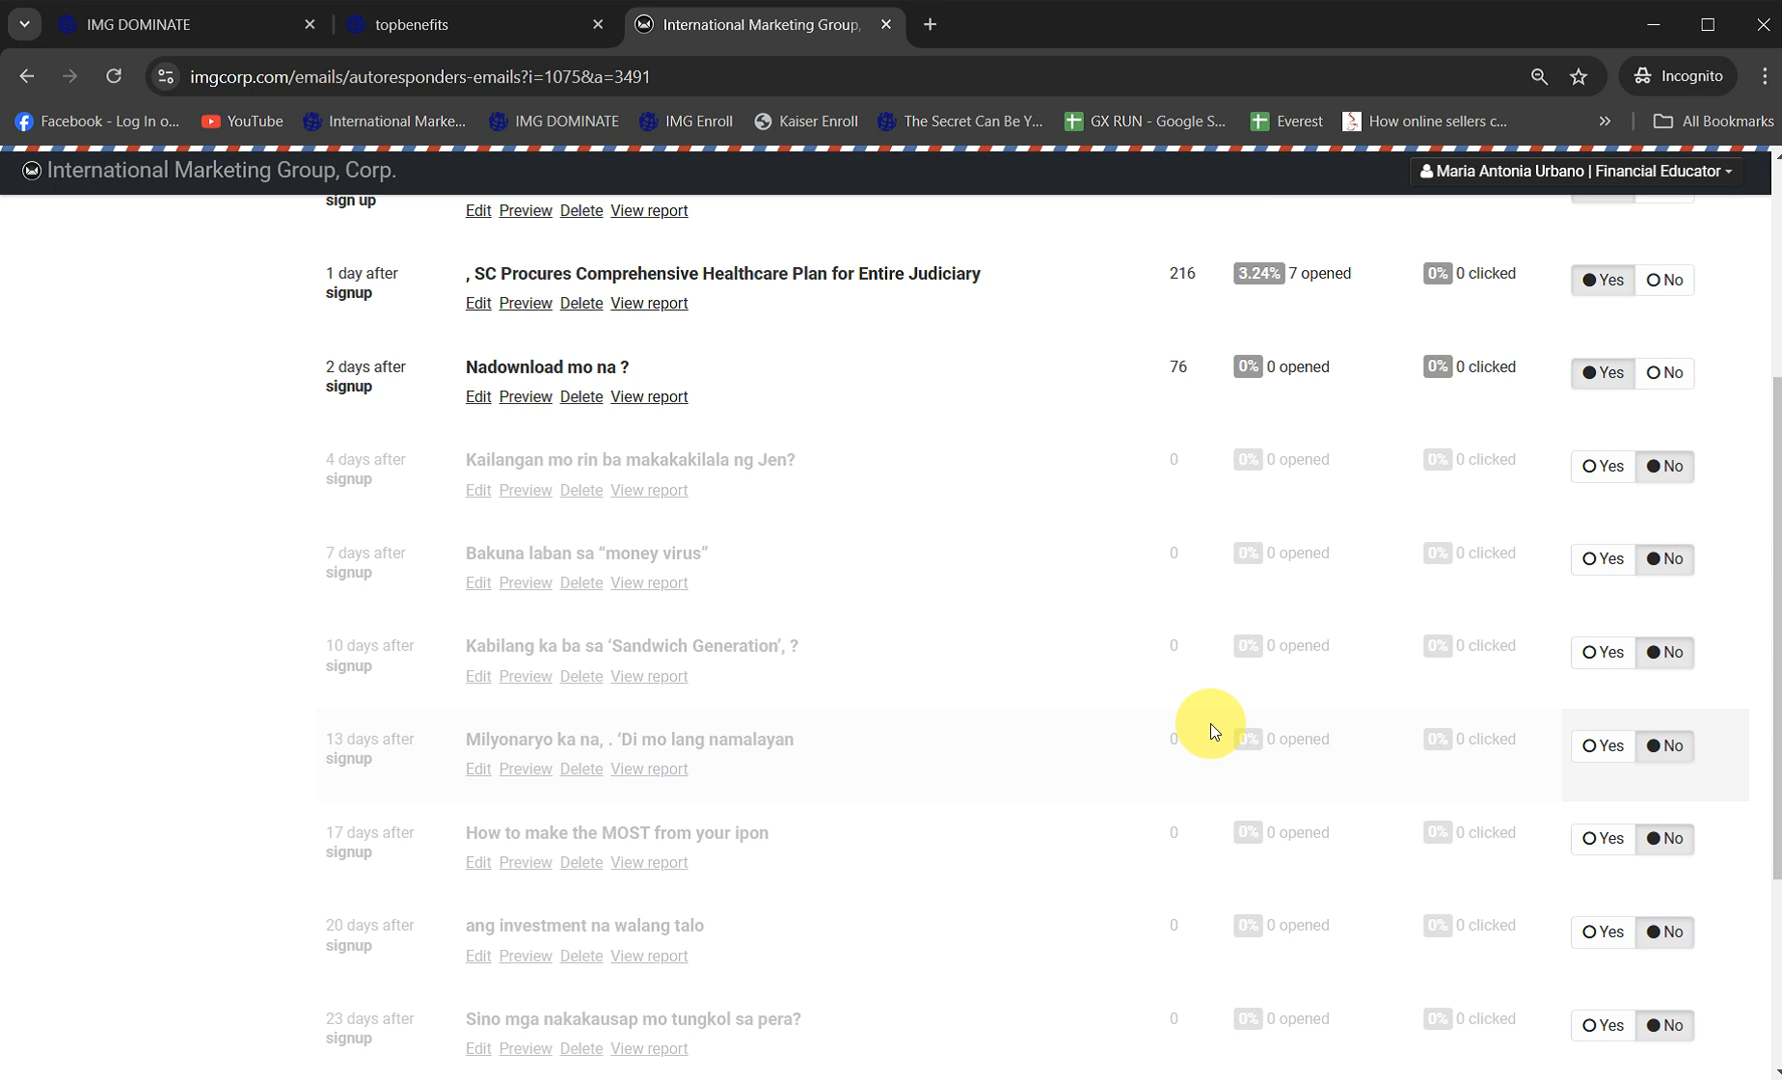 IMG DOMINATE
topbenefits
International Marketing Group,
imgcorp.com/emails/autoresponders-emails?i=1075&a=3491
Incognito
Facebook - Log In o...
YouTube
International Marke...
IMG DOMINATE
IMG Enroll
Kaiser Enroll
The Secret Can Be Y...
GX RUN - Google S...
Everest
How online sellers c...
»
All Bookmarks
International Marketing Group, Corp.
Maria Antonia Urbano | Financial Educator
sign up
Edit Preview Delete View report
1 day after
signup
, SC Procures Comprehensive Healthcare Plan for Entire Judiciary
216 3.24% 7 opened 0% 0 clicked Yes No
Edit Preview Delete View report
2 days after
signup
Nadownload mo na ?
76 0% 0 opened 0% 0 clicked Yes No
Edit Preview Delete View report
4 days after
signup
Kailangan mo rin ba makakakilala ng Jen?
0 0% 0 opened 0% 0 clicked Yes No
Edit Preview Delete View report
7 days after
signup
Bakuna laban sa “money virus”
0 0% 0 opened 0% 0 clicked Yes No
Edit Preview Delete View report
10 days after
signup
Kabilang ka ba sa ‘Sandwich Generation’, ?
0 0% 0 opened 0% 0 clicked Yes No
Edit Preview Delete View report
13 days after
signup
Milyonaryo ka na, . ‘Di mo lang namalayan
0 0% 0 opened 0% 0 clicked Yes No
Edit Preview Delete View report
17 days after
signup
How to make the MOST from your ipon
0 0% 0 opened 0% 0 clicked Yes No
Edit Preview Delete View report
20 days after
signup
ang investment na walang talo
0 0% 0 opened 0% 0 clicked Yes No
Edit Preview Delete View report
23 days after
signup
Sino mga nakakausap mo tungkol sa pera?
0 0% 0 opened 0% 0 clicked Yes No
Edit Preview Delete View report